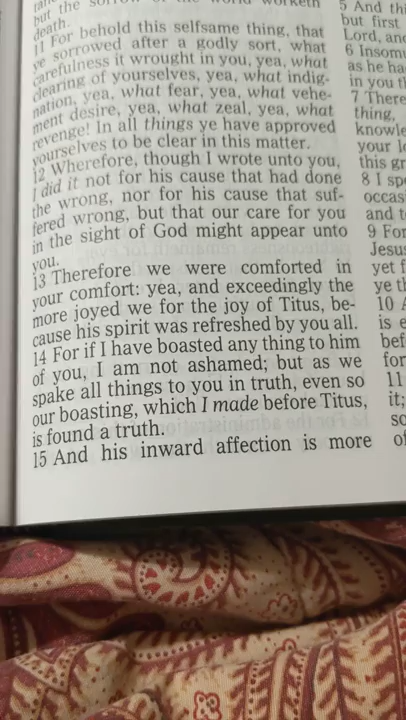 but the sorrow of the world worketh
death.
11 For behold this selfsame thing, that
ye sorrowed after a godly sort, what
carefulness it wrought in you, yea, what
clearing of yourselves, yea, what indig-
nation, yea, what fear, yea, what vehe-
ment desire, yea, what zeal, yea, what
revenge! In all things ye have approved
yourselves to be clear in this matter.
12 Wherefore, though I wrote unto you,
I did it not for his cause that had done
the wrong, nor for his cause that suf-
fered wrong, but that our care for you
in the sight of God might appear unto
you.
13 Therefore we were comforted in
your comfort: yea, and exceedingly the
more joyed we for the joy of Titus, be-
cause his spirit was refreshed by you all.
14 For if I have boasted any thing to him
of you, I am not ashamed; but as we
spake all things to you in truth, even so
our boasting, which I made before Titus,
is found a truth.
15 And his inward affection is more
5 And thi
but first
Lord, and
6 Insom
as he ha
in you th
7 There
thing,
knowle
your lo
this gr
8 I spe
occas
and t
9 For
Jesus
yet f
ye th
10 A
is e
bef
for
11
it;
so
of